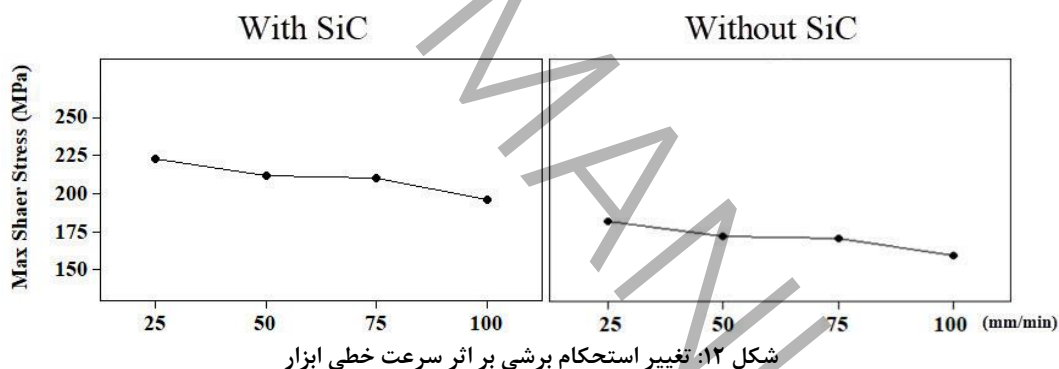 With SiC Without SiC
Max Shaer Stress (MPa)
250
225
200
175
150
25 50 75 100 25 50 75 100 (mm/min)
شکل ۱۲: تغییر استحکام برشی بر اثر سرعت خطی ابزار